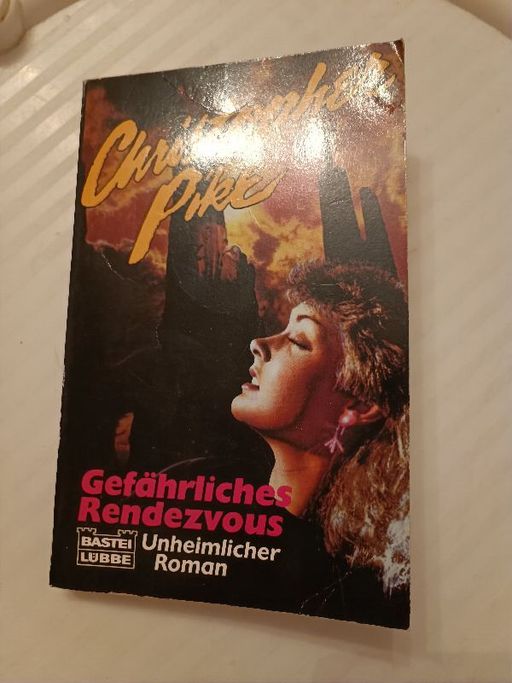 Christopher
Pike
Gefährliches
Rendezvous
BASTEI
LÜBBE
Unheimlicher
Roman